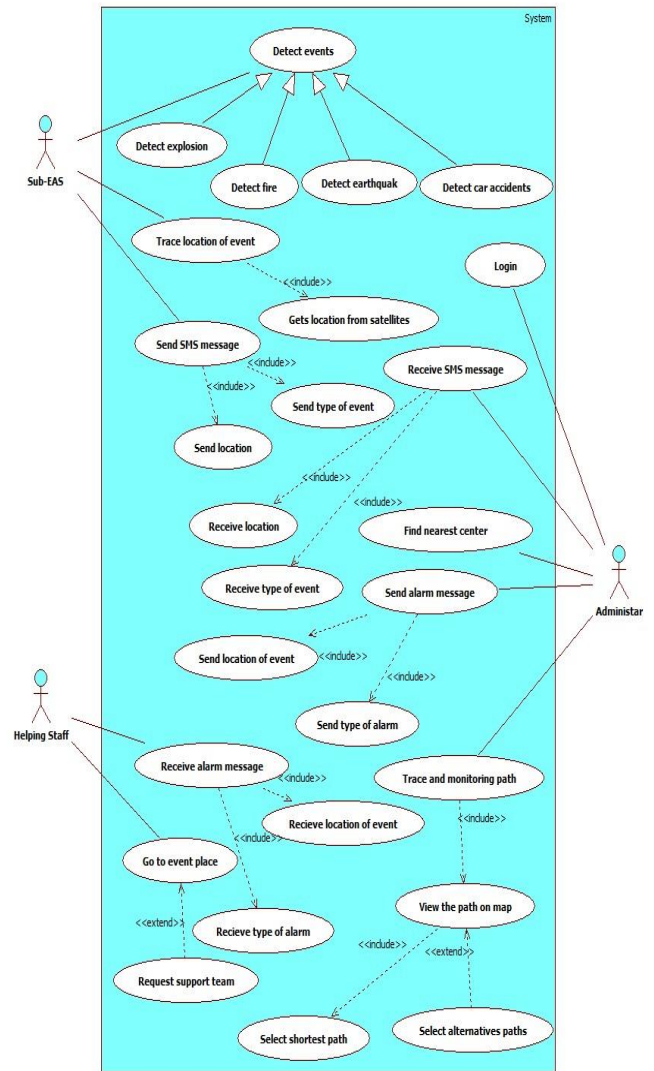 System
Detect events
Detect explosion
Detect fire
Detect earthquak
Detect car accidents
Sub-EAS
Trace location of event
Login
<<include>>
Gets location from satellites
Send SMS message
<<include>>
<<include>>
Receive SMS message
Send type of event
Send location
<<include>>
Receive location
<<include>>
Find nearest center
Receive type of event
Send alarm message
Administar
Send location of event
<<include>>
<<include>>
Send type of alarm
Helping Staff
Receive alarm message
<<include>>
Trace and monitoring path
Recieve location of event
<<include>>
<<include>>
Go to event place
<<extend>>
Recieve type of alarm
View the path on map
<<include>>
<<extend>>
Request support team
Select shortest path
Select alternatives paths